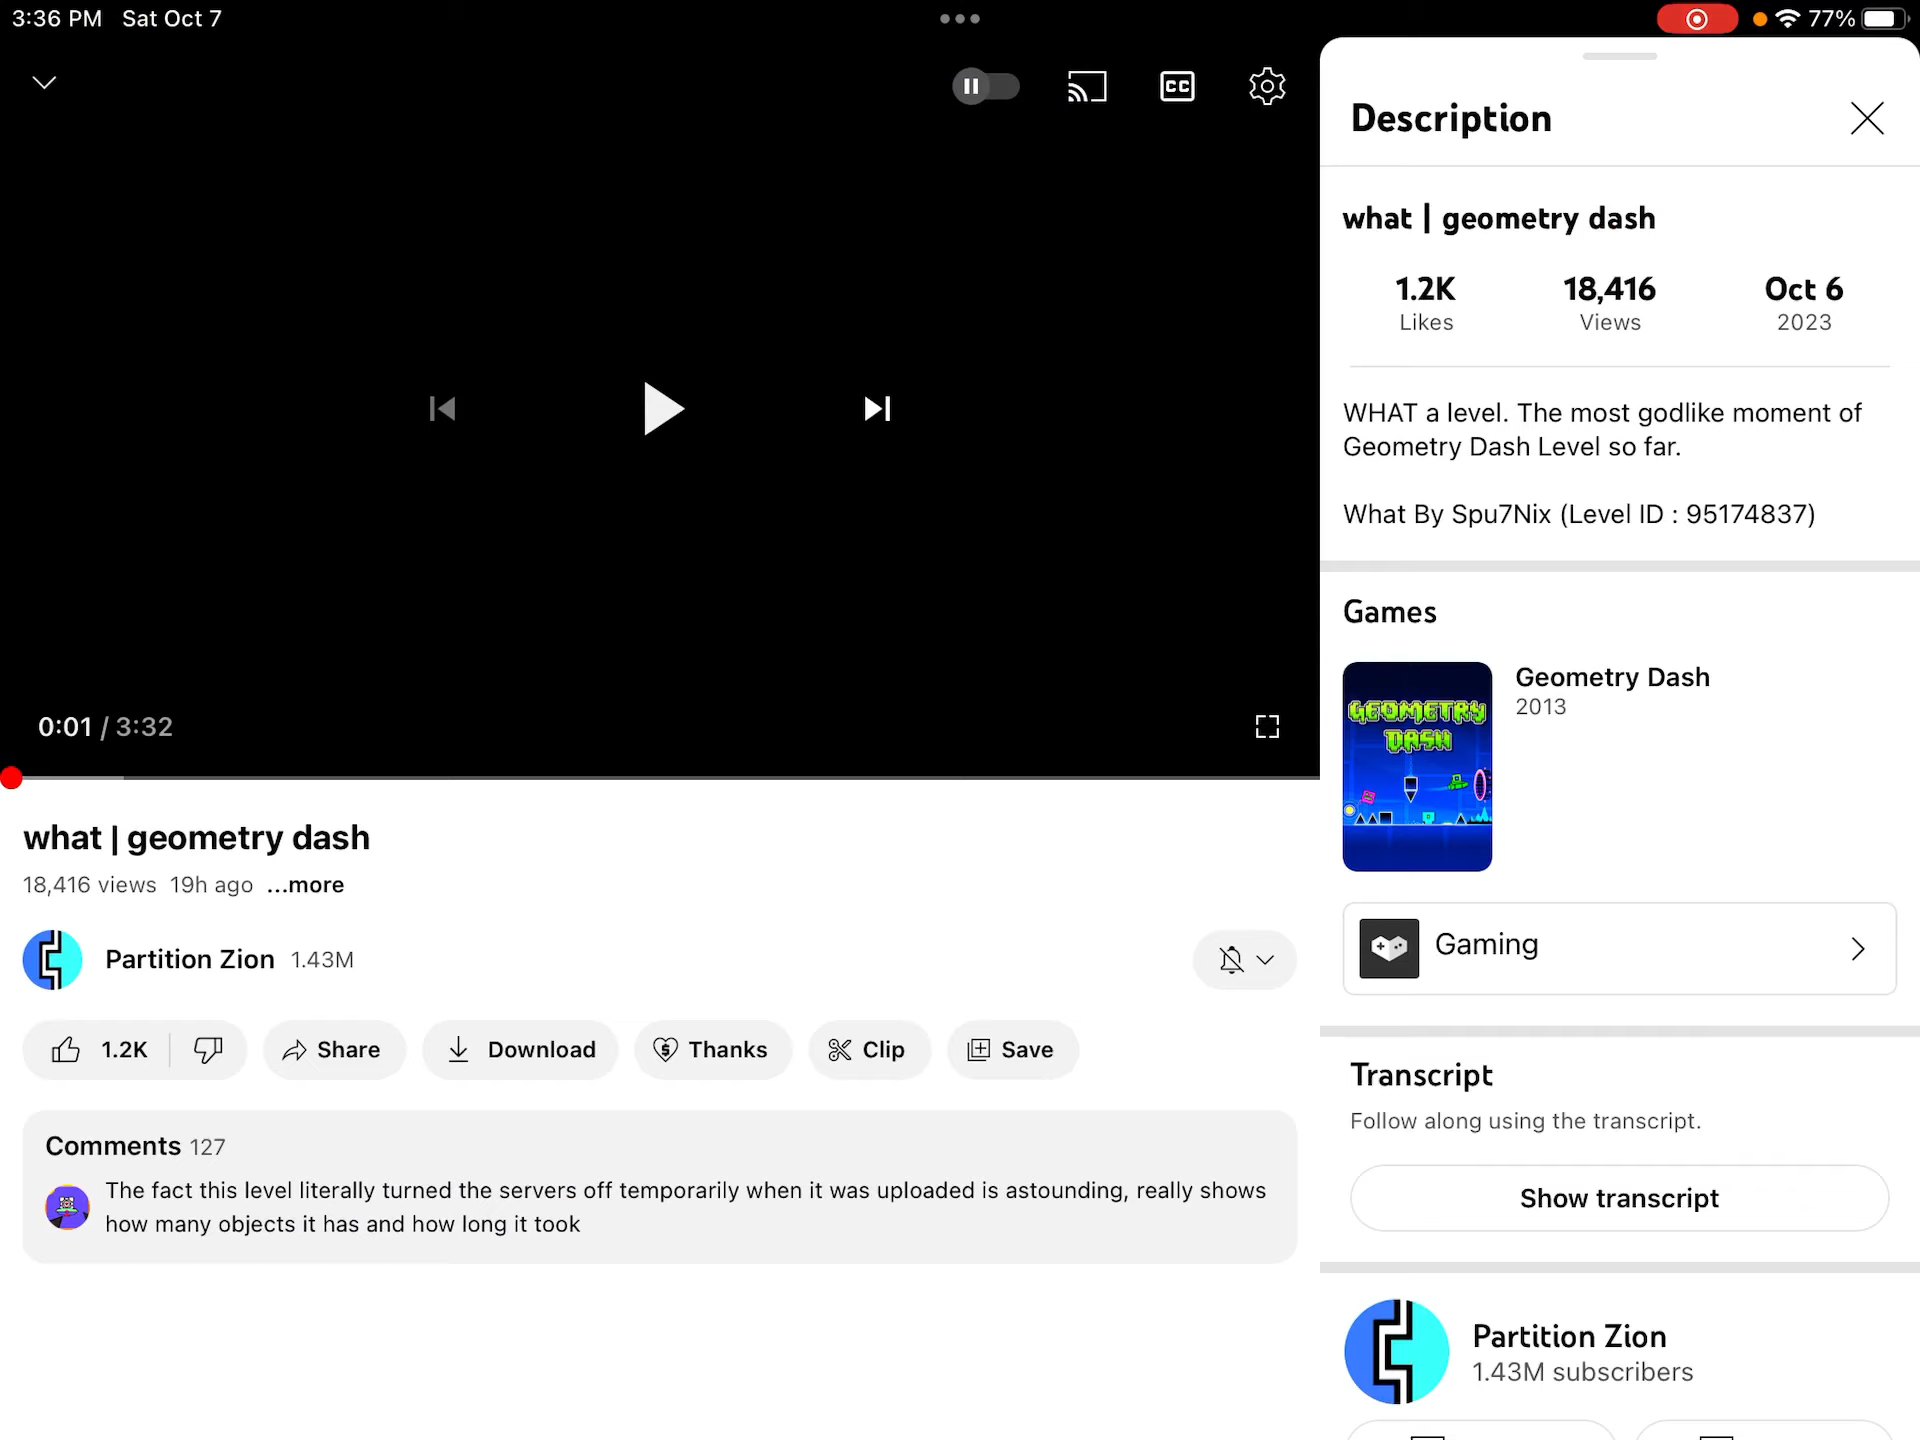 3:36 PM Sat Oct 7
77%
CC
0:01 / 3:32
what | geometry dash
18,416 views 19h ago ...more
Partition Zion 1.43M
1.2K
Share
Download
Thanks
Clip
Save
Comments 127
The fact this level literally turned the servers off temporarily when it was uploaded is astounding, really shows
how many objects it has and how long it took
Description
what | geometry dash
1.2K 18,416 Oct 6
Likes Views 2023
WHAT a level. The most godlike moment of
Geometry Dash Level so far.
What By Spu7Nix (Level ID : 95174837)
Games
GEOMETRY
DASH
Geometry Dash
2013
Gaming
Transcript
Follow along using the transcript.
Show transcript
Partition Zion
1.43M subscribers